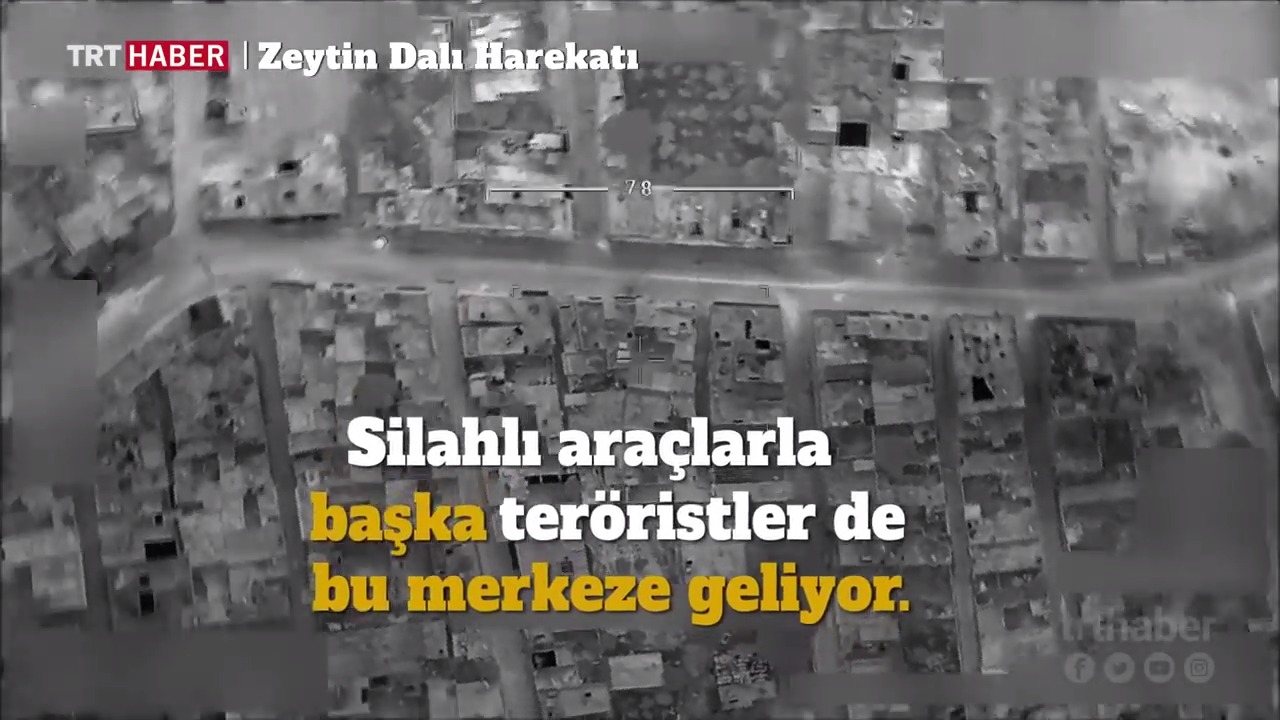 TRT HABER | Zeytin Dalı Harekatı
78
Silahlı araçlarla
başka teröristler de
bu merkeze geliyor.
trthaber